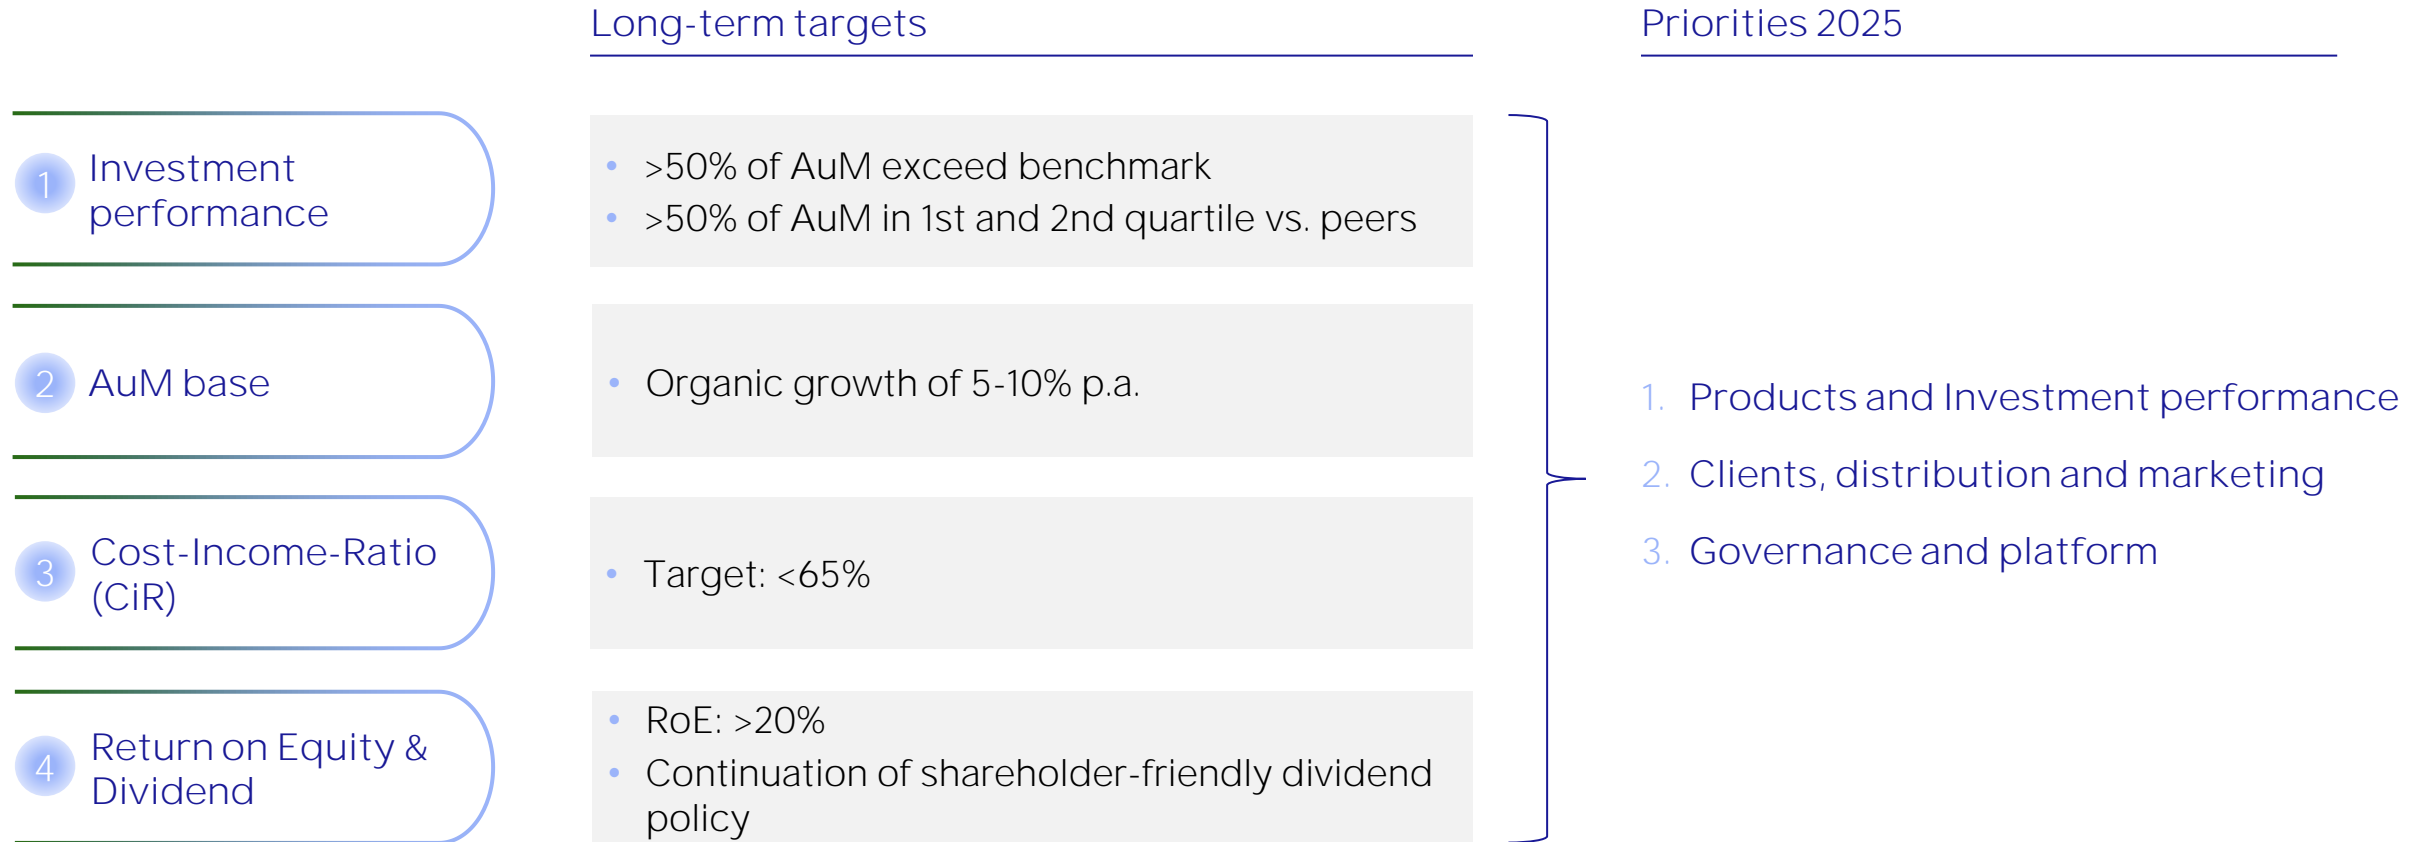 Long-term targets
Priorities 2025
1
Investment
performance
• >50% of AuM exceed benchmark
• >50% of AuM in 1st and 2nd quartile vs. peers
2
AuM base
• Organic growth of 5-10% p.a.
3
Cost-Income-Ratio
(CiR)
• Target: <65%
4
Return on Equity &
Dividend
• RoE: >20%
• Continuation of shareholder-friendly dividend
policy
1. Products and Investment performance
2. Clients, distribution and marketing
3. Governance and platform